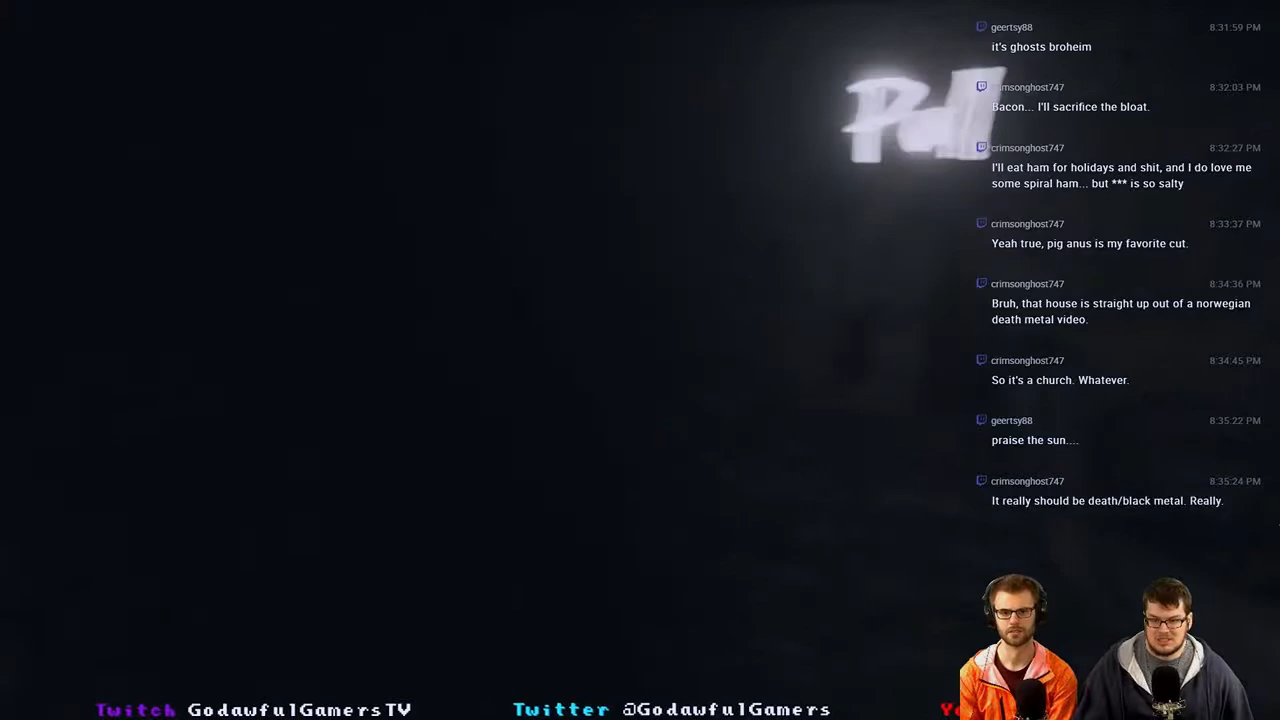 geertsy88 8:31:59 PM
it's ghosts broheim
8:32:03 PM
Bacon... I'll sacrifice the bloat.
crimsonghost747 8:32:27 PM
I'll eat ham for holidays and shit, and I do love me
some spiral ham... but *** is so salty
crimsonghost747 8:33:37 PM
Yeah true, pig anus is my favorite cut.
crimsonghost747 8:34:36 PM
Bruh, that house is straight up out of a norwegian
death metal video.
crimsonghost747 8:34:45 PM
So it's a church. Whatever.
geertsy88 8:35:22 PM
praise the sun....
crimsonghost747 8:35:24 PM
It really should be death/black metal. Really.
Twitch GodawfulGamersTV Twitter @GodawfulGamers